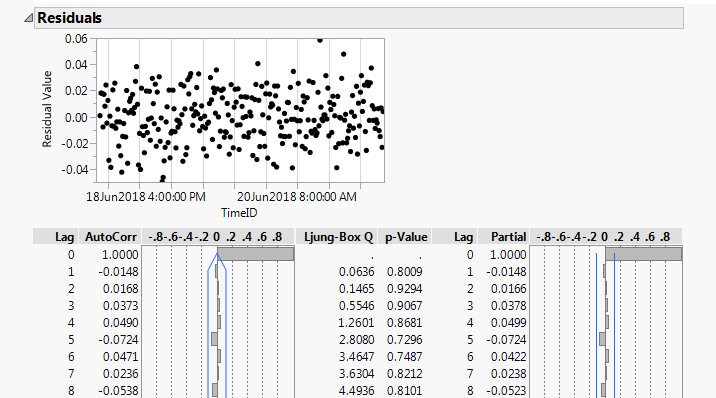 Residuals
0.06
0.04
0.02
0.00
-0.02
-0.04
Residual Value
18Jun2018 4:00:00 PM 20Jun2018 8:00:00 AM
TimeID
Lag AutoCorr -.8-.6-.4-.2 0 .2 .4 .6 .8 Ljung-Box Q p-Value Lag Partial -.8-.6-.4-.2 0 .2 .4 .6 .8
0 1.0000 . . 0 1.0000
1 -0.0148 0.0636 0.8009 1 -0.0148
2 0.0168 0.1465 0.9294 2 0.0166
3 0.0373 0.5546 0.9067 3 0.0378
4 0.0490 1.2601 0.8681 4 0.0499
5 -0.0724 2.8080 0.7296 5 -0.0724
6 0.0471 3.4647 0.7487 6 0.0422
7 0.0236 3.6304 0.8212 7 0.0238
8 -0.0538 4.4936 0.8101 8 -0.0523